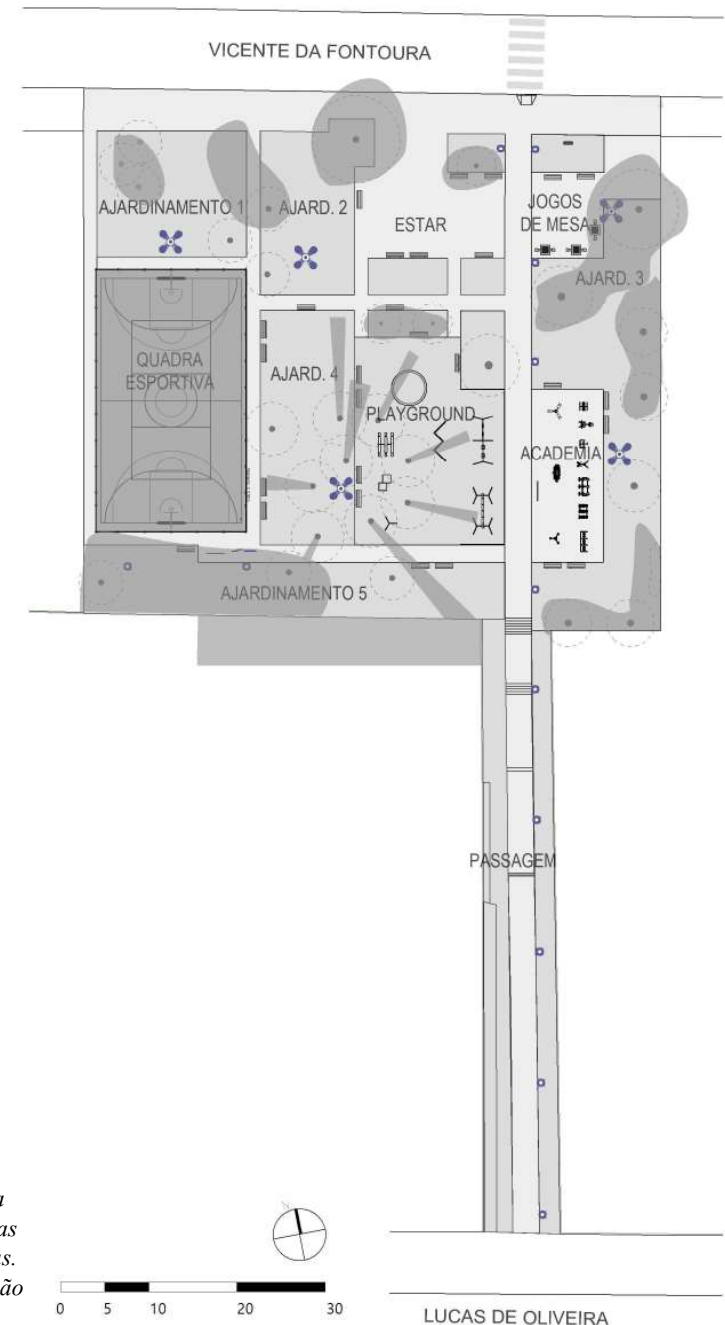 VICENTE DA FONTOURA
AJARDINAMENTO 1
AJARD. 2
ESTAR
JOGOS
DE MESA
AJARD. 3
QUADRA
ESPORTIVA
AJARD. 4
PLAYGROUND
ACADEMIA
AJARDINAMENTO 5
PASSAGEM
0 5 10 20 30
LUCAS DE OLIVEIRA